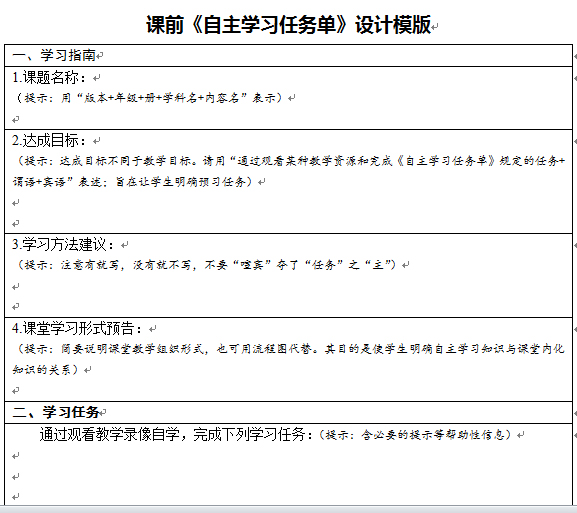 课前《自主学习任务单》设计模版
一、学习指南
1.课题名称：
（提示：用“版本+年级+册+学科名+内容名”表示）
2.达成目标：
（提示：达成目标不同于教学目标。请用“通过观看某种教学资源和完成《自主学习任务单》规定的任务+
谓语+宾语”表述；旨在让学生明确预习任务）
3.学习方法建议：
（提示：注意有就写，没有就不写，不要“喧宾”夺了“任务”之“主”）
4.课堂学习形式预告：
（提示：简要说明课堂教学组织形式，也可用流程图代替。其目的是使学生明确自主学习知识与课堂内化
知识的关系）
二、学习任务
通过观看教学录像自学，完成下列学习任务：（提示：含必要的提示等帮助性信息）